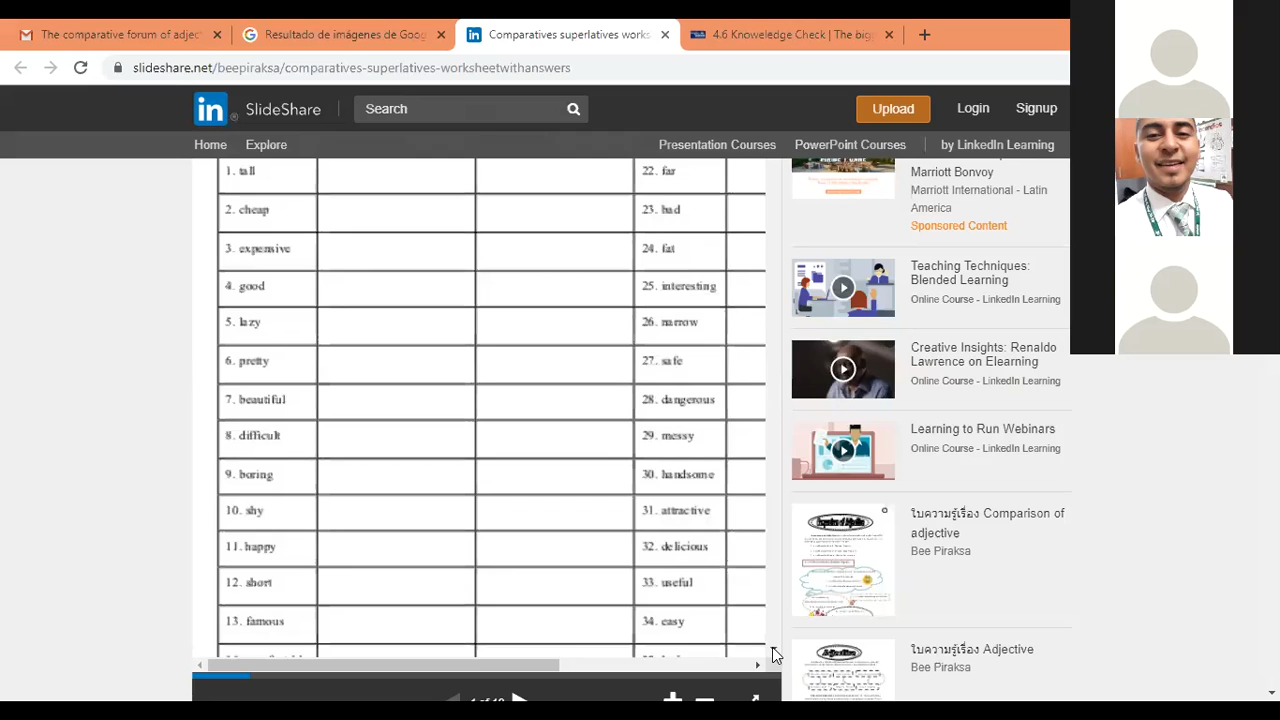 The comparative forum of adjec
Resultado de imágenes de Goog
Comparatives superlatives works
4.6 Knoweledge Check | The big
slideshare.net/beepiraksa/comparatives-superlatives-worksheetwithanswers
in SlideShare
Search
Upload
Login
Signup
Home
Explore
Presentation Courses
PowerPoint Courses
by LinkedIn Learning
1. tall
2. cheap
3. expensive
4. good
5. lazy
6. pretty
7. beautiful
8. difficult
9. boring
10. shy
11. happy
12. short
13. famous
22. far
23. bad
24. fat
25. interesting
26. narrow
27. safe
28. dangerous
29. messy
30. handsome
31. attractive
32. delicious
33. useful
34. easy
Marriott Bonvoy
Marriott International - Latin
America
Sponsored Content
Teaching Techniques:
Blended Learning
Online Course - LinkedIn Learning
Creative Insights: Renaldo
Lawrence on Elearning
Online Course - LinkedIn Learning
Learning to Run Webinars
Online Course - LinkedIn Learning
ใบความรู้เรื่อง Comparison of
adjective
Bee Piraksa
ใบความรู้เรื่อง Adjective
Bee Piraksa